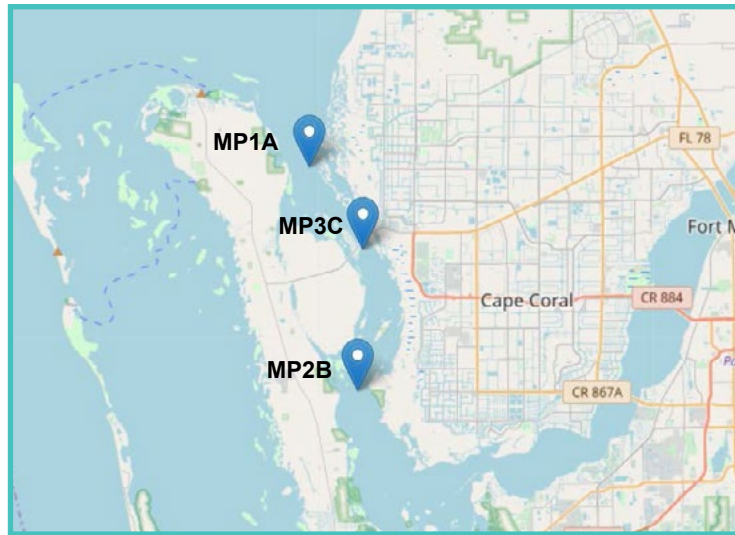 MP1A
FL 78
MP3C
Fort M
Cape Coral
CR 884
MP2B
CR 867A